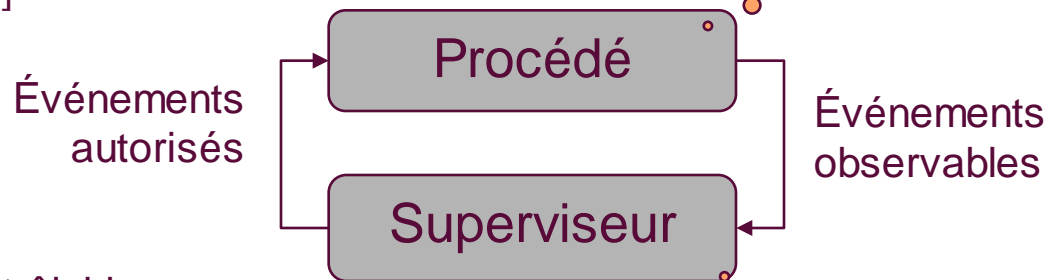 ]
Procédé
Événements
autorisés
Événements
observables
Superviseur